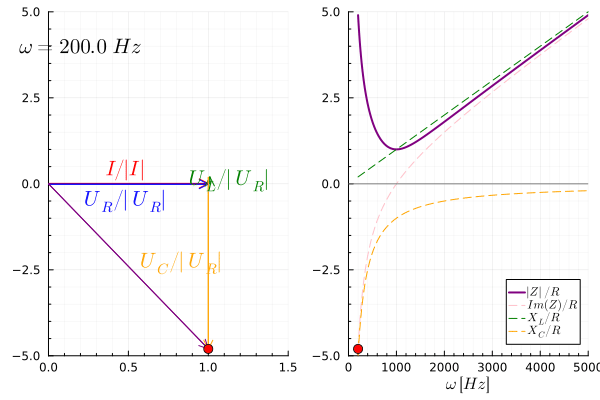 ω = 200.0 Hz
I/|I|
U_R/|U_R|
U_L/|U_R|
U_C/|U_R|
5.0
2.5
0.0
−2.5
−5.0
0.0
0.5
1.0
1.5
5.0
2.5
0.0
−2.5
−5.0
0
1000
2000
3000
4000
5000
ω [Hz]
|Z|/R
Im(Z)/R
X_L/R
X_C/R